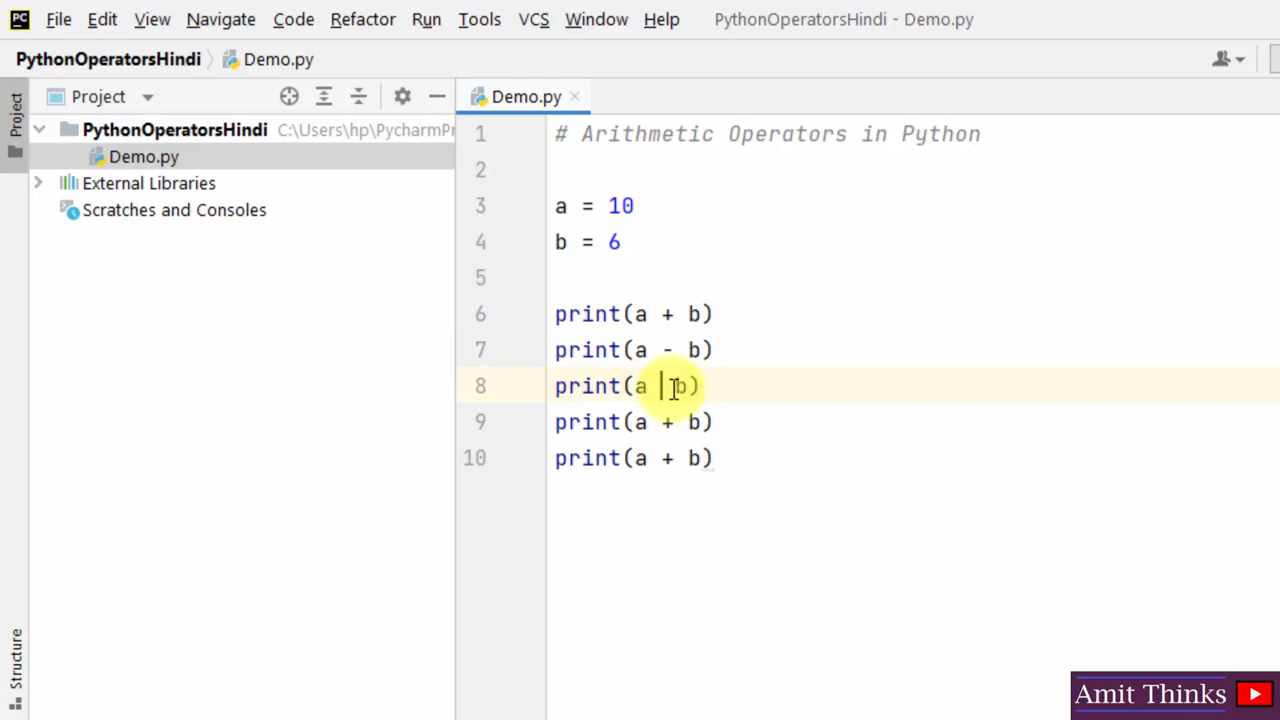 PC File Edit View Navigate Code Refactor Run Tools VCS Window Help PythonOperatorsHindi - Demo.py
PythonOperatorsHindi Demo.py
Project
Project
Demo.py
PythonOperatorsHindi C:\Users\hp\PycharmPr
Demo.py
External Libraries
Scratches and Consoles
1 # Arithmetic Operators in Python
2
3 a = 10
4 b = 6
5
6 print(a + b)
7 print(a - b)
8 print(a b)
9 print(a + b)
10 print(a + b)
Structure
Amit Thinks